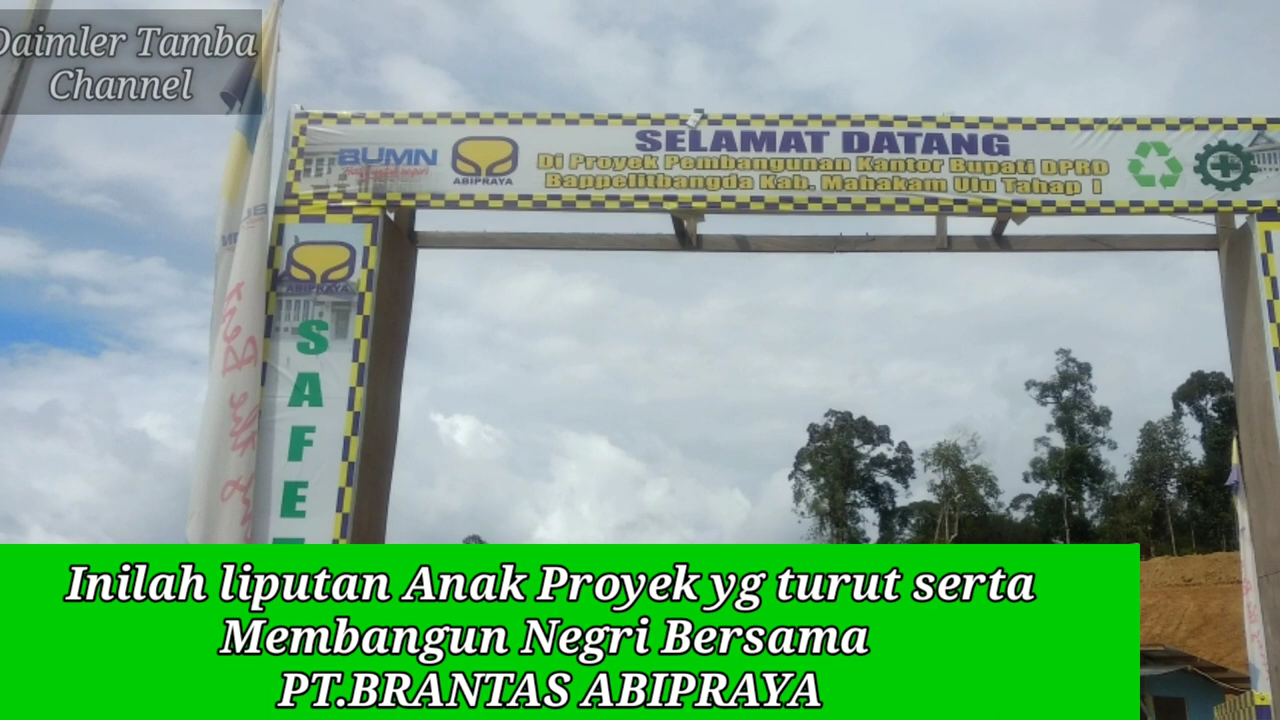 Daimler Tamba
Channel
SELAMAT DATANG
BUMN
ABIPRAYA
Di Proyek Pembangunan Kantor Bupati DPRD
Bappelitbangda Kab. Mahakam Ulu Tahap I
ABIPRAYA
S
A
F
E
Inilah liputan Anak Proyek yg turut serta
Membangun Negri Bersama
PT.BRANTAS ABIPRAYA